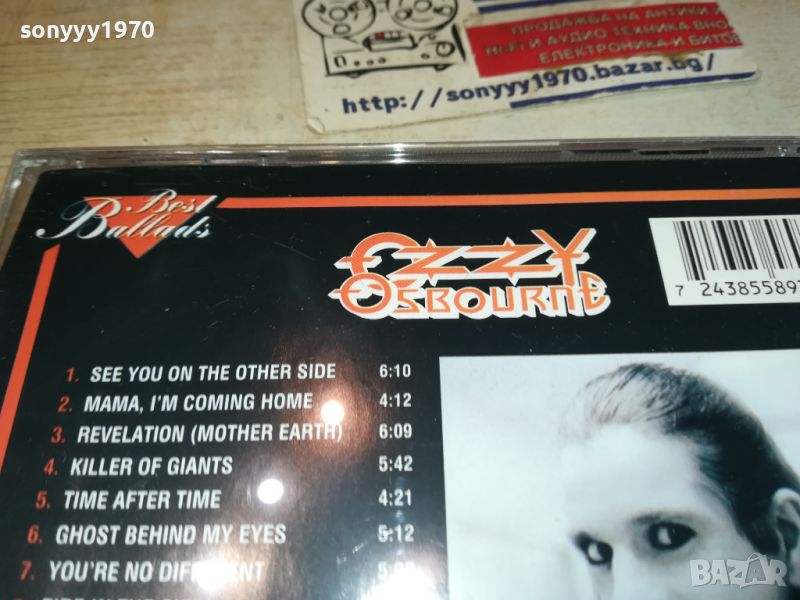 sonyyy1970
ПРОДАЖБА НА АНТИКИ
HI-FI И АУДИО ТЕХНИКА ВНО
ЕЛЕКТРОНИКА-И БИТОВ
http://sonyyy1970.bazar.bg/
Best
Ballads
OZZY
OSBOURNE
7 24385589
1. SEE YOU ON THE OTHER SIDE 6:10
2. MAMA, I'M COMING HOME 4:12
3. REVELATION (MOTHER EARTH) 6:09
4. KILLER OF GIANTS 5:42
5. TIME AFTER TIME 4:21
6. GHOST BEHIND MY EYES 5:12
7. YOU'RE NO DIFFERENT
BAZAR